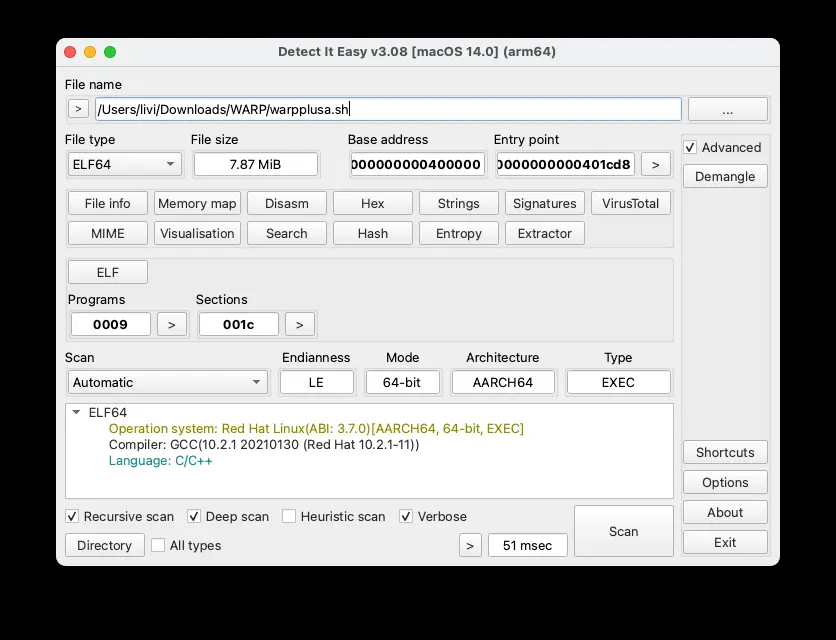 Detect It Easy v3.08 [macOS 14.0] (arm64)
File name
> /Users/livi/Downloads/WARP/warpplusa.sh ...
File type File size Base address Entry point
Advanced
ELF64 7.87 MiB 000000000400000 0000000000401cd8 >
Demangle
File info Memory map Disasm Hex Strings Signatures VirusTotal
MIME Visualisation Search Hash Entropy Extractor
ELF
Programs Sections
0009 > 001c >
Scan Endianness Mode Architecture Type
Automatic LE 64-bit AARCH64 EXEC
ELF64
Operation system: Red Hat Linux(ABI: 3.7.0)[AARCH64, 64-bit, EXEC]
Compiler: GCC(10.2.1 20210130 (Red Hat 10.2.1-11))
Language: C/C++
Shortcuts
Options
About
Exit
Recursive scan Deep scan Heuristic scan Verbose
Scan
Directory All types > 51 msec